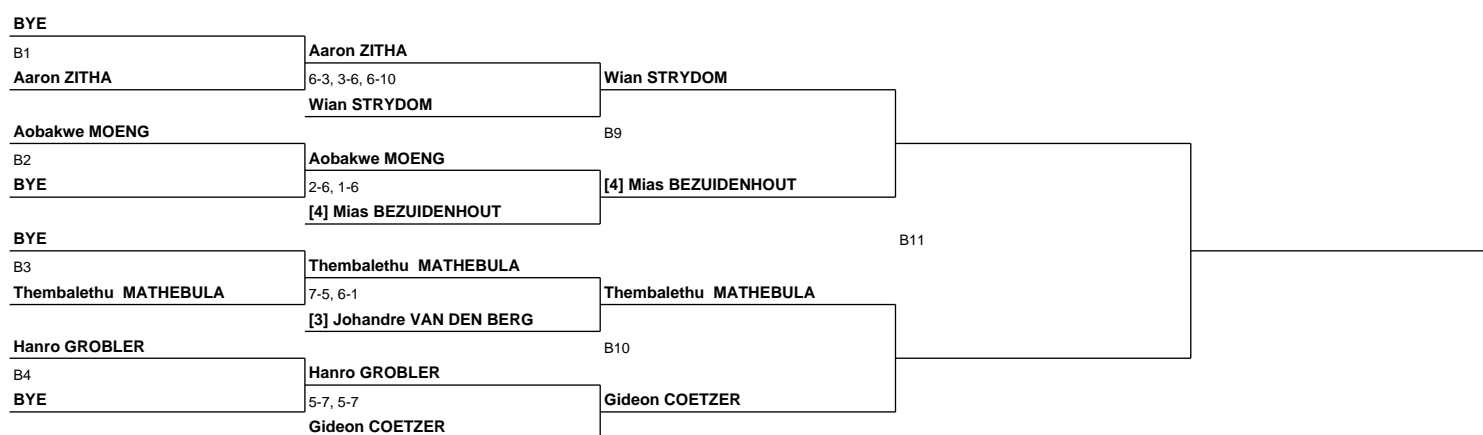 BYE
B1
Aaron ZITHA
Aaron ZITHA
6-3, 3-6, 6-10
Wian STRYDOM
Wian STRYDOM
Aobakwe MOENG
B2
BYE
Aobakwe MOENG
2-6, 1-6
[4] Mias BEZUIDENHOUT
B9
[4] Mias BEZUIDENHOUT
BYE
B3
Thembalethu MATHEBULA
Thembalethu MATHEBULA
7-5, 6-1
[3] Johandre VAN DEN BERG
Thembalethu MATHEBULA
B11
Hanro GROBLER
B4
BYE
Hanro GROBLER
5-7, 5-7
Gideon COETZER
B10
Gideon COETZER